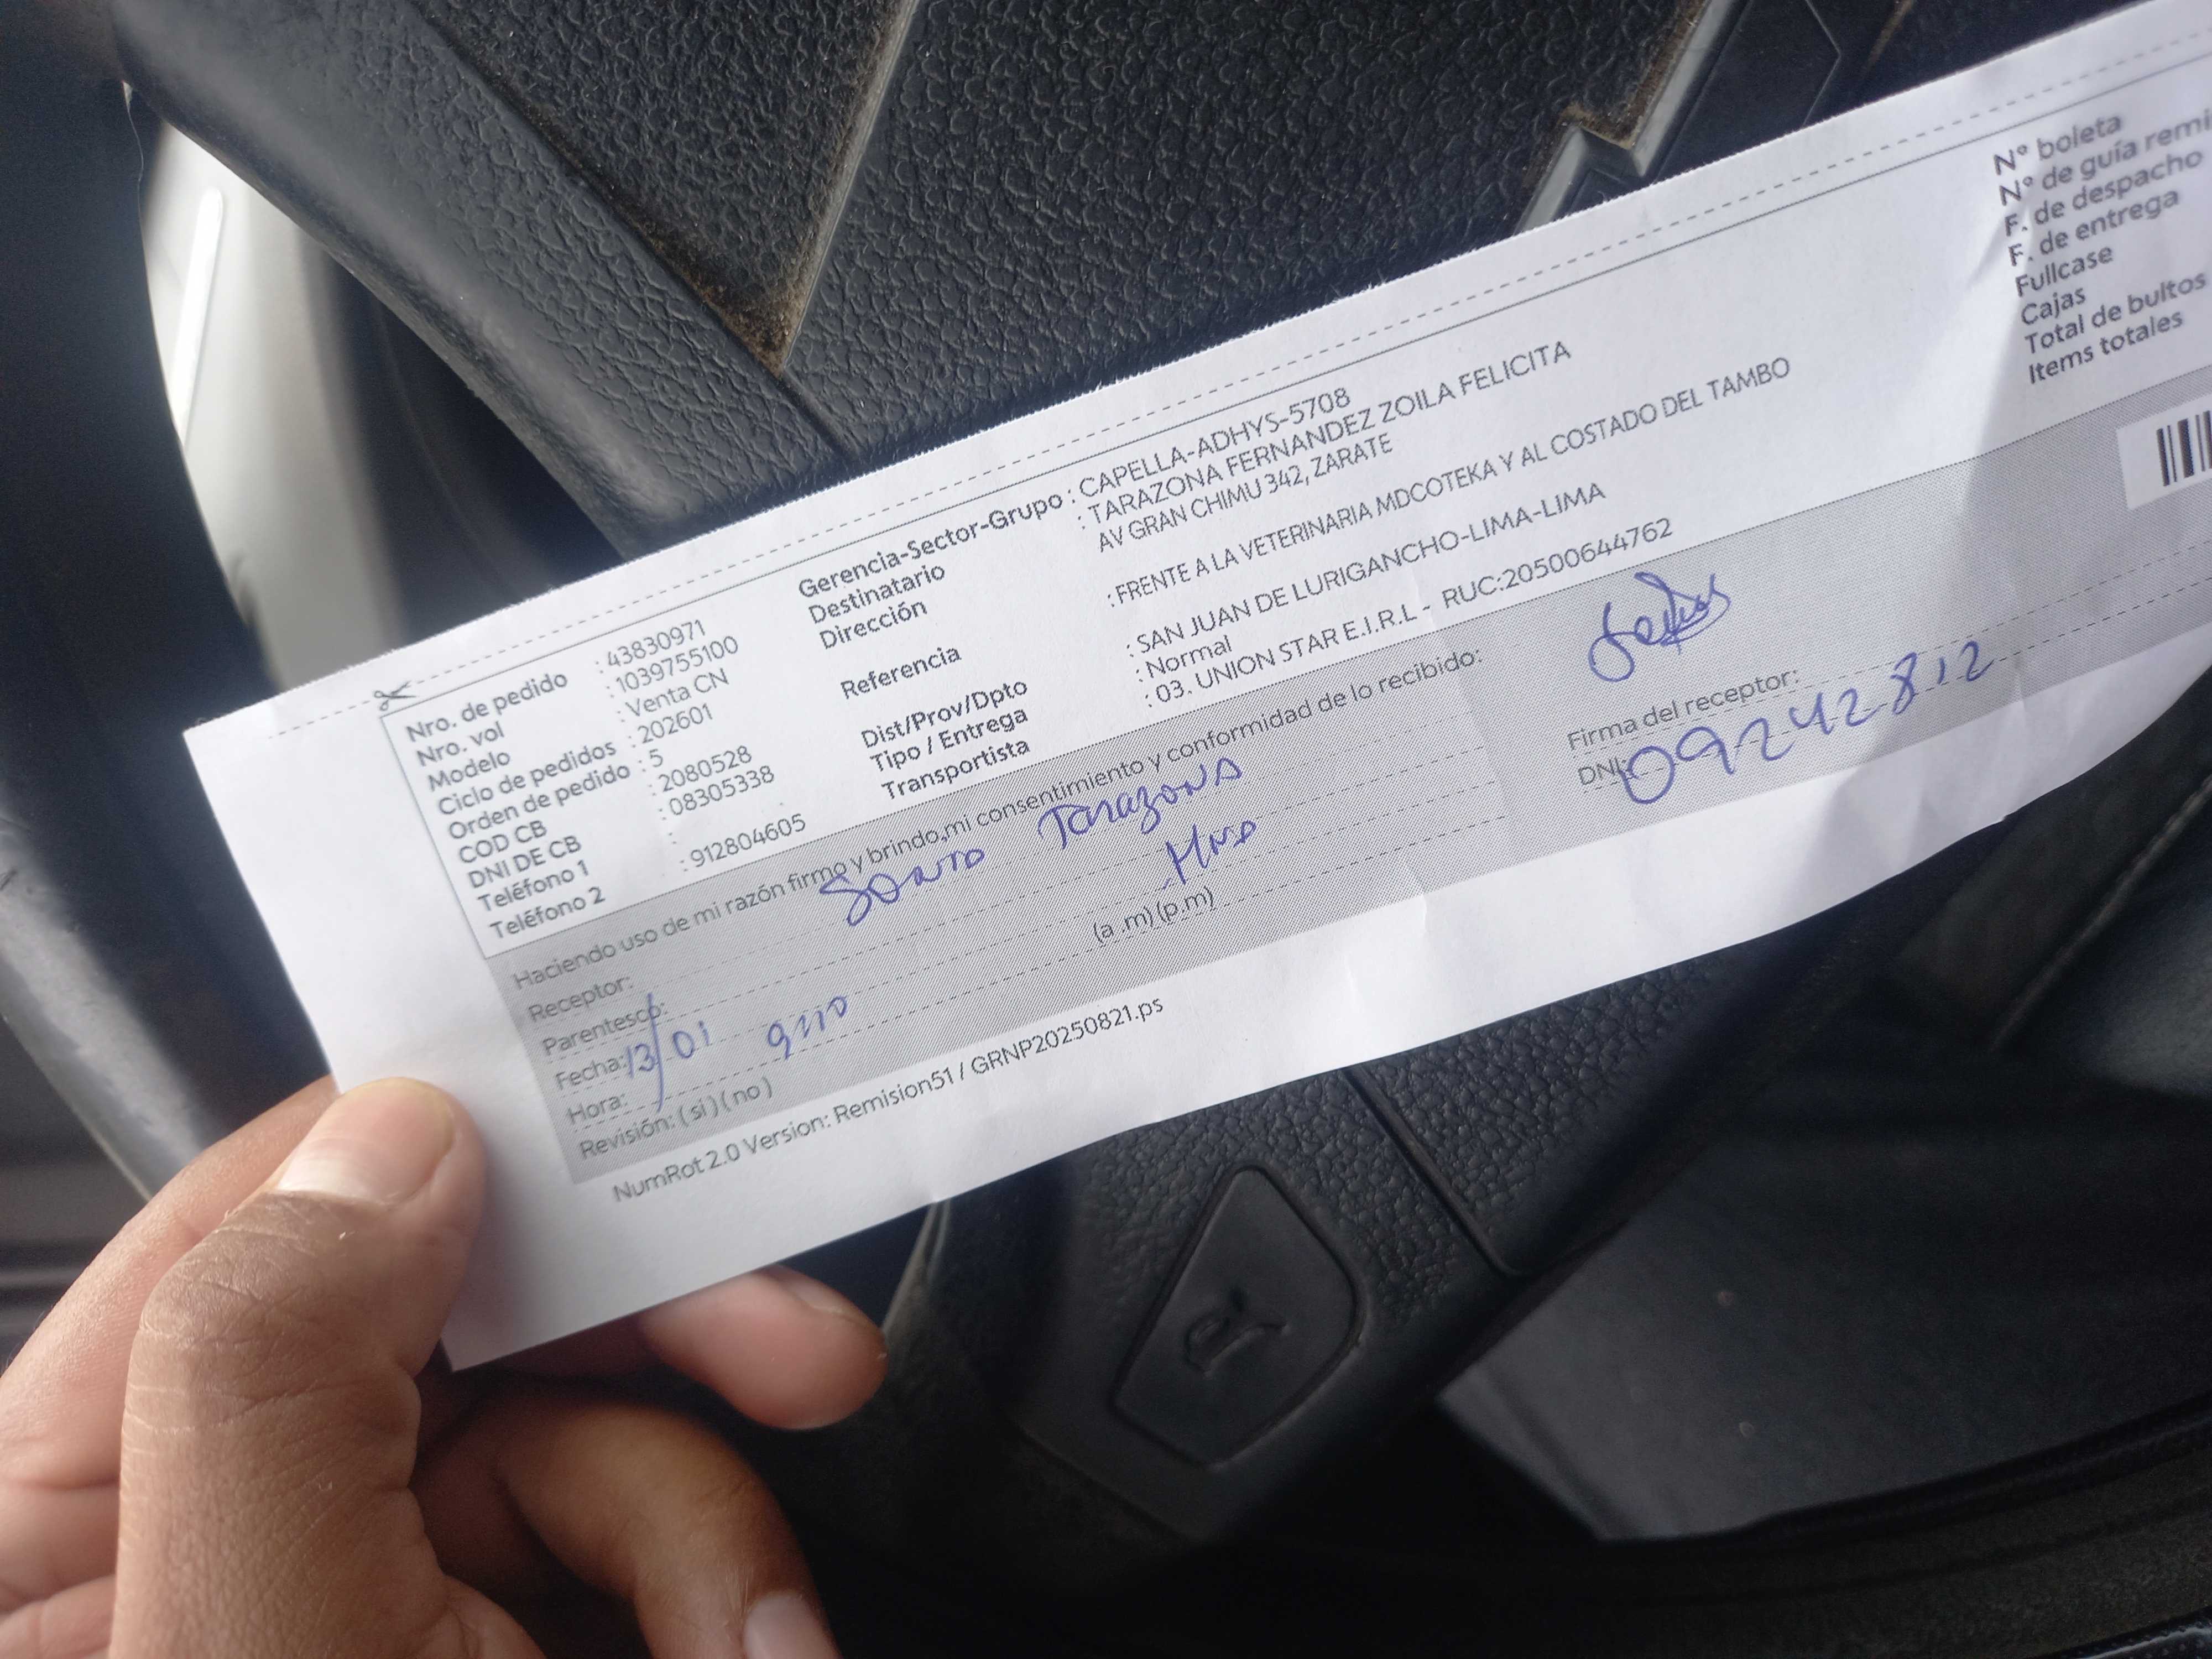 Nro. de pedido : 43830971
Nro. vol : 1039755100
Modelo : Venta CN
Ciclo de pedidos : 202601
Orden de pedido : 5
COD CB : 2080528
DNI DE CB : 08305338
Teléfono 1 :
Teléfono 2 : 912804605
Gerencia-Sector-Grupo : CAPELLA-ADHYS-5708
Destinatario : TARAZONA FERNANDEZ ZOILA FELICITA
Dirección AV GRAN CHIMU 342, ZARATE
Referencia : FRENTE A LA VETERINARIA MDCOTEKA Y AL COSTADO DEL TAMBO
Dist/Prov/Dpto : SAN JUAN DE LURIGANCHO-LIMA-LIMA
Tipo / Entrega : Normal
Transportista : 03. UNION STAR E.I.R.L - RUC:20500644762
N° boleta
N° de guía remi
F. de despacho
F. de entrega
Fullcase
Cajas
Total de bultos
Items totales
Haciendo uso de mi razón firmo y brindo,mi consentimiento y conformidad de lo recibido:
Receptor: Tarazona
Parentesco:
Fecha: 13/01
Hora: (a .m) (p.m)
Revisión: ( si ) ( no )
Firma del receptor:
DNI: 09242812
NumRot 2.0 Version: Remision51 / GRNP20250821.ps